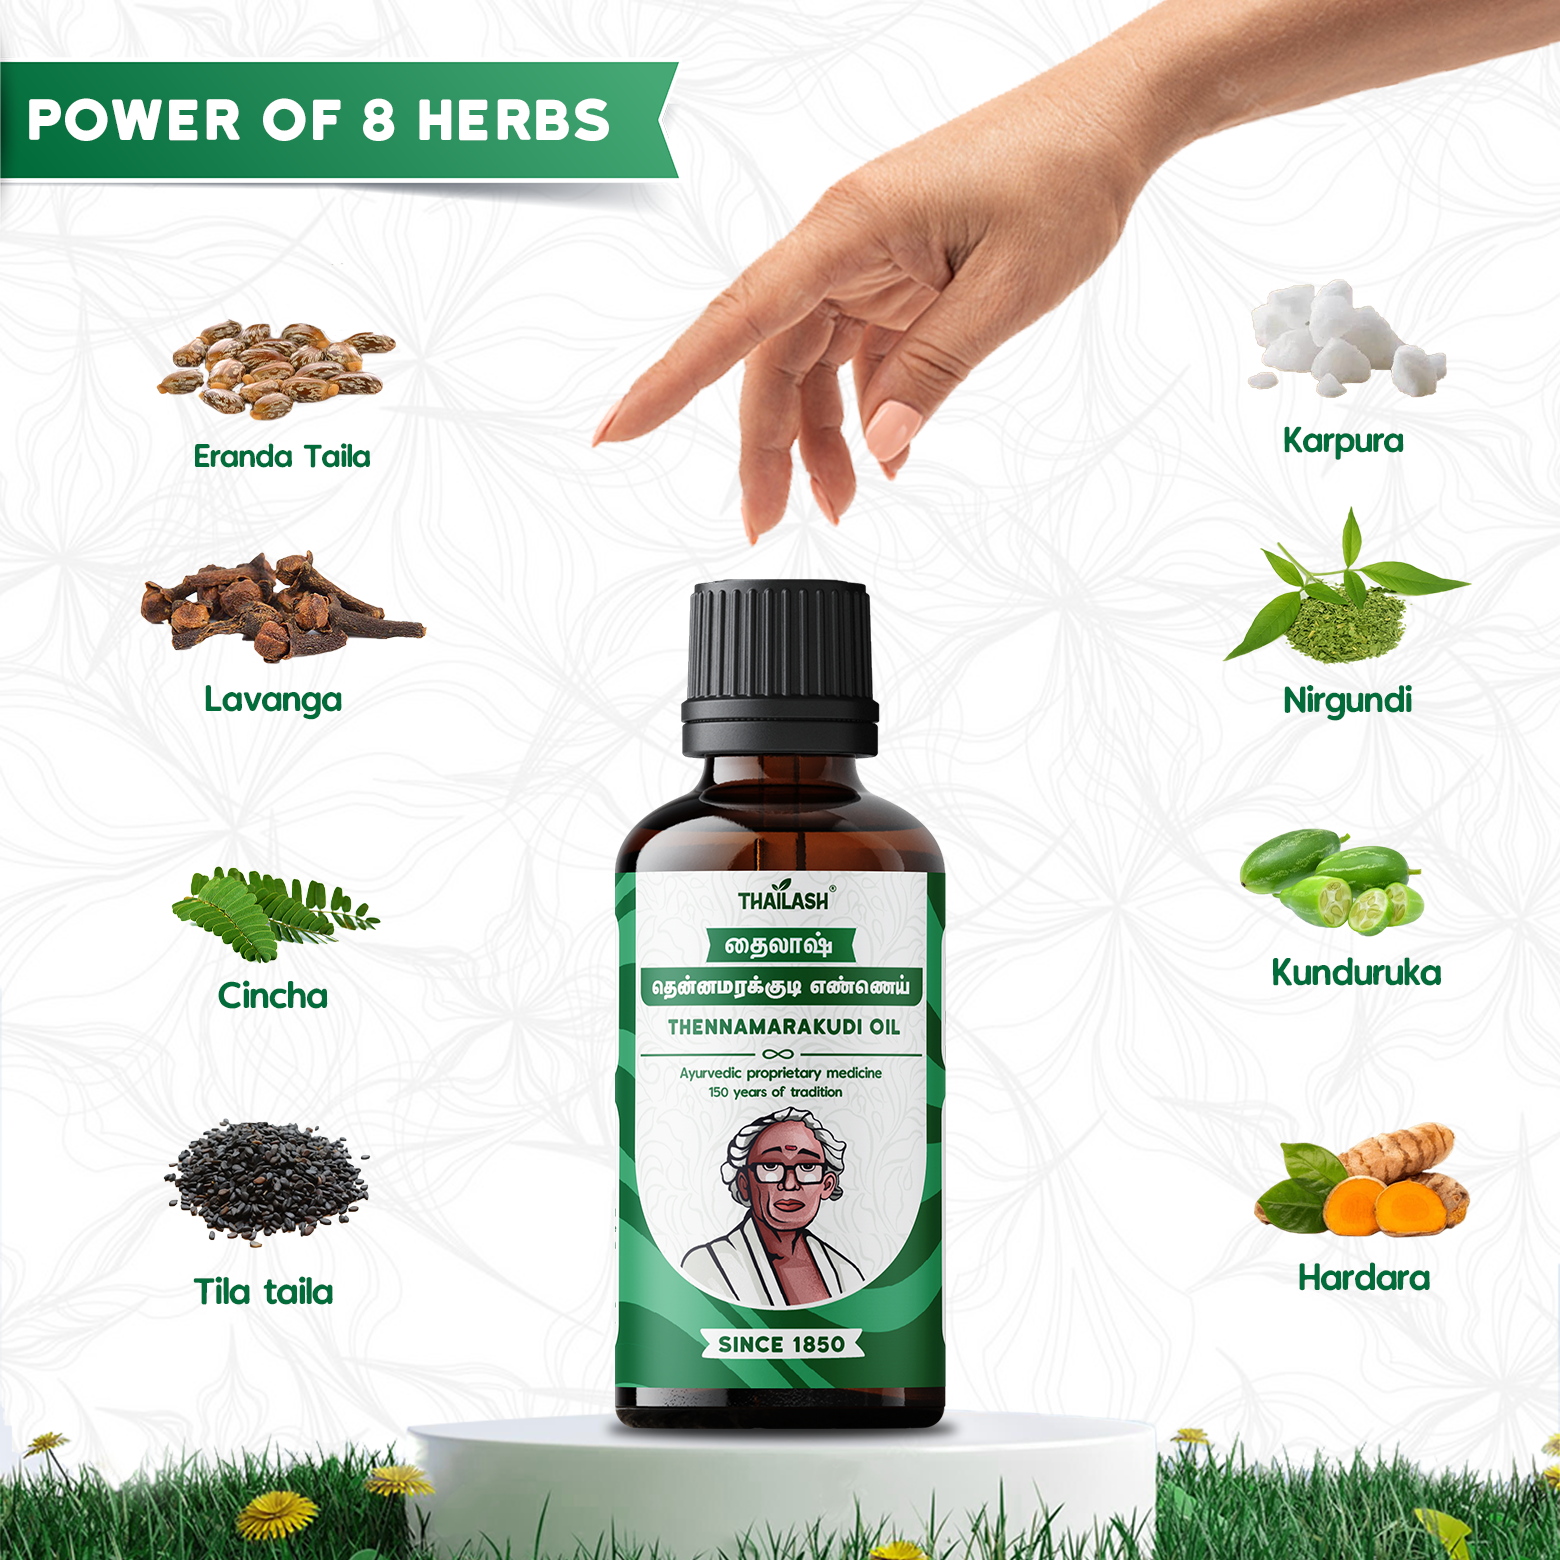 POWER OF 8 HERBS
Eranda Taila
Karpura
Lavanga
Nirgundi
Cincha
Kunduruka
Tila taila
Hardara
THAILASH®
தைலாஷ்
தென்னமரக்குடி எண்ணெய்
THENNAMARAKUDI OIL
Ayurvedic proprietary medicine
150 years of tradition
SINCE 1850